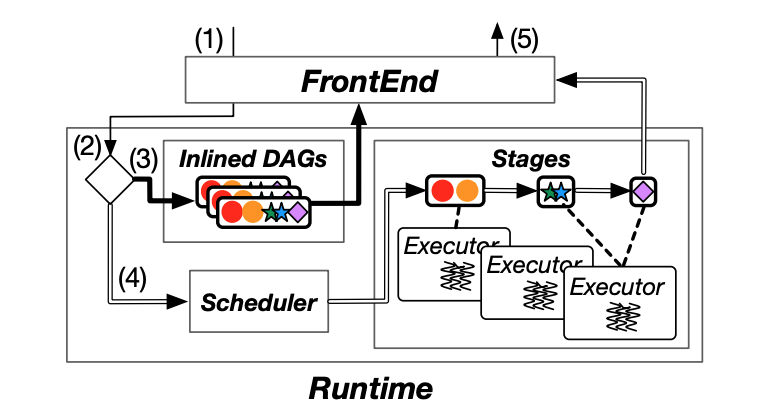 (1)
(5)
FrontEnd
(2)
(3)
Inlined DAGs
Stages
Executor
Executor
Executor
(4)
Scheduler
Runtime